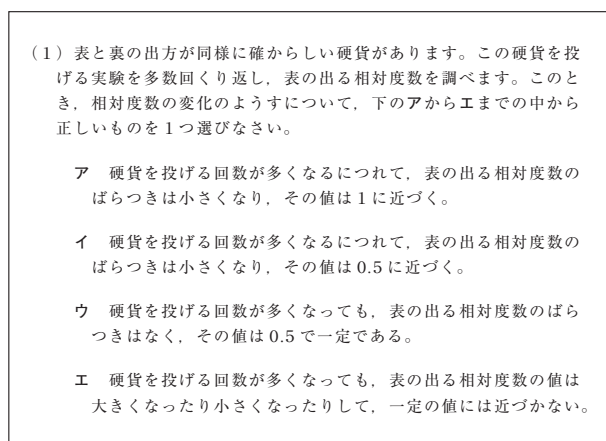 (1)表と裏の出方が同様に確からしい硬貨があります。この硬貨を投
げる実験を多数回くり返し，表の出る相対度数を調べます。このと
き，相対度数の変化のようすについて，下のアからエまでの中から
正しいものを1つ選びなさい。
ア 硬貨を投げる回数が多くなるにつれて，表の出る相対度数の
ばらつきは小さくなり，その値は1に近づく。
イ 硬貨を投げる回数が多くなるにつれて，表の出る相対度数の
ばらつきは小さくなり，その値は0.5に近づく。
ウ 硬貨を投げる回数が多くなっても，表の出る相対度数のばら
つきはなく，その値は0.5で一定である。
エ 硬貨を投げる回数が多くなっても，表の出る相対度数の値は
大きくなったり小さくなったりして，一定の値には近づかない。